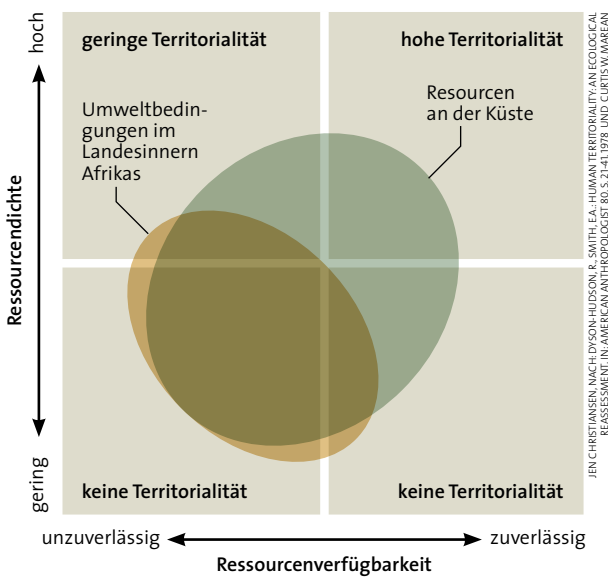 geringe Territorialität
hohe Territorialität
Umweltbedin-
gungen im
Landesinnern
Afrikas
Resourcen
an der Küste
hoch
Ressourcendichte
gering
keine Territorialität
keine Territorialität
unzuverlässig
zuverlässig
Ressourcenverfügbarkeit
JEN CHRISTIANSEN, NACH: DYSON-HUDSON, R., SMITH, E.A.: HUMAN TERRITORIALITY: AN ECOLOGICAL
REASSESSMENT. IN: AMERICAN ANTHROPOLOGIST 80, S. 21-41, 1978 UND CURTIS W. MAREAN